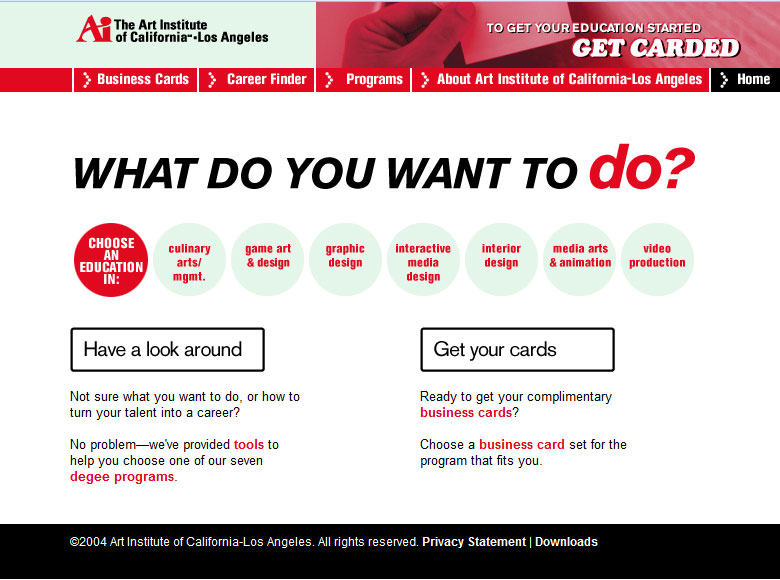 Ai The Art Institute
of California℠-Los Angeles
TO GET YOUR EDUCATION STARTED
GET CARDED
Business Cards
Career Finder
Programs
About Art Institute of California-Los Angeles
Home
WHAT DO YOU WANT TO do?
CHOOSE
AN
EDUCATION
IN:
culinary
arts/
mgmt.
game art
& design
graphic
design
interactive
media
design
interior
design
media arts
& animation
video
production
Have a look around
Not sure what you want to do, or how to
turn your talent into a career?
No problem—we've provided tools to
help you choose one of our seven
degee programs.
Get your cards
Ready to get your complimentary
business cards?
Choose a business card set for the
program that fits you.
©2004 Art Institute of California-Los Angeles. All rights reserved. Privacy Statement | Downloads